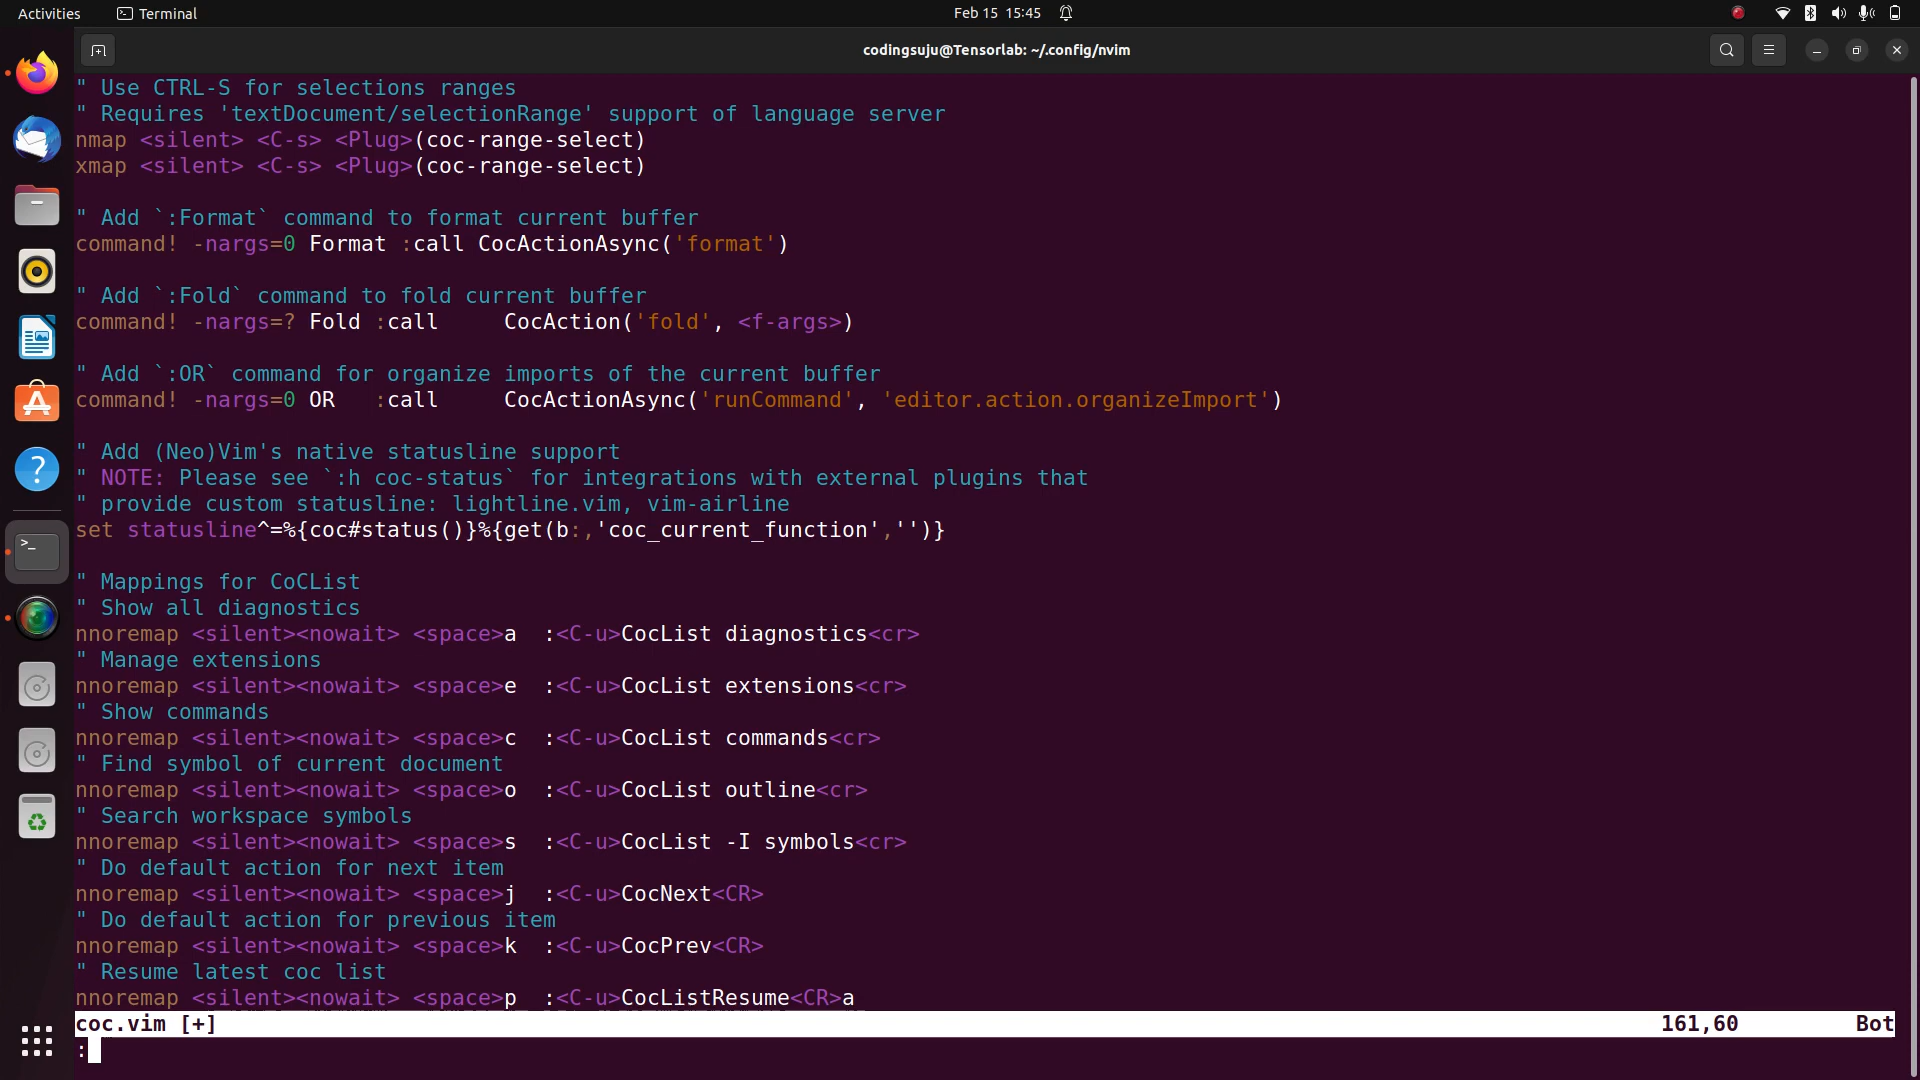 Activities Terminal Feb 15 15:45
codingsuju@Tensorlab: ~/.config/nvim
" Use CTRL-S for selections ranges
" Requires 'textDocument/selectionRange' support of language server
nmap <silent> <C-s> <Plug>(coc-range-select)
xmap <silent> <C-s> <Plug>(coc-range-select)

" Add `:Format` command to format current buffer
command! -nargs=0 Format :call CocActionAsync('format')

" Add `:Fold` command to fold current buffer
command! -nargs=? Fold :call     CocAction('fold', <f-args>)

" Add `:OR` command for organize imports of the current buffer
command! -nargs=0 OR   :call     CocActionAsync('runCommand', 'editor.action.organizeImport')

" Add (Neo)Vim's native statusline support
" NOTE: Please see `:h coc-status` for integrations with external plugins that
" provide custom statusline: lightline.vim, vim-airline
set statusline^=%{coc#status()}%{get(b:,'coc_current_function','')}

" Mappings for CoCList
" Show all diagnostics
nnoremap <silent><nowait> <space>a  :<C-u>CocList diagnostics<cr>
" Manage extensions
nnoremap <silent><nowait> <space>e  :<C-u>CocList extensions<cr>
" Show commands
nnoremap <silent><nowait> <space>c  :<C-u>CocList commands<cr>
" Find symbol of current document
nnoremap <silent><nowait> <space>o  :<C-u>CocList outline<cr>
" Search workspace symbols
nnoremap <silent><nowait> <space>s  :<C-u>CocList -I symbols<cr>
" Do default action for next item
nnoremap <silent><nowait> <space>j  :<C-u>CocNext<CR>
" Do default action for previous item
nnoremap <silent><nowait> <space>k  :<C-u>CocPrev<CR>
" Resume latest coc list
nnoremap <silent><nowait> <space>p  :<C-u>CocListResume<CR>a
coc.vim [+] 161,60 Bot
: